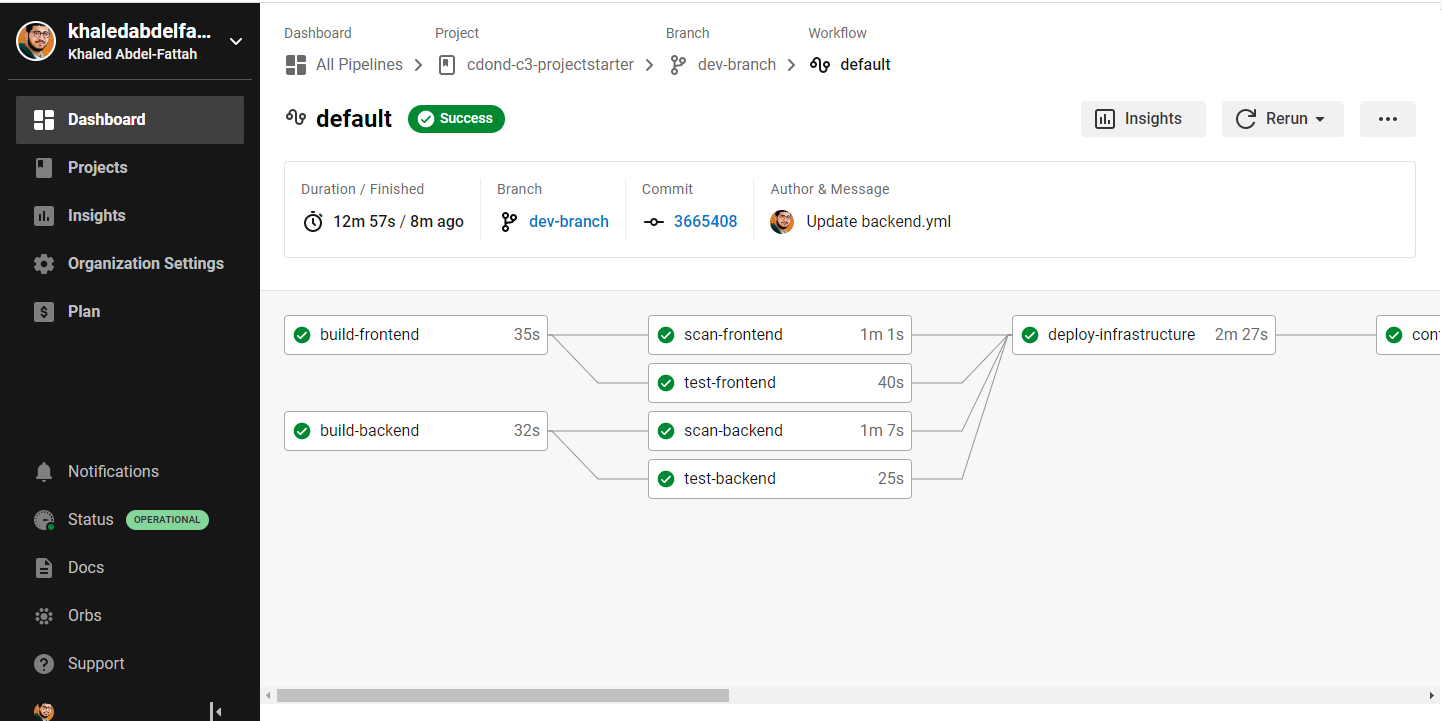 khaledabdelfa...
Khaled Abdel-Fattah
Dashboard
Projects
Insights
Organization Settings
Plan
Notifications
Status OPERATIONAL
Docs
Orbs
Support
Dashboard Project Branch Workflow
All Pipelines cdond-c3-projectstarter dev-branch default
default Success
Insights Rerun
Duration / Finished Branch Commit Author & Message
12m 57s / 8m ago dev-branch 3665408 Update backend.yml
build-frontend 35s scan-frontend 1m 1s deploy-infrastructure 2m 27s
test-frontend 40s
build-backend 32s scan-backend 1m 7s
test-backend 25s